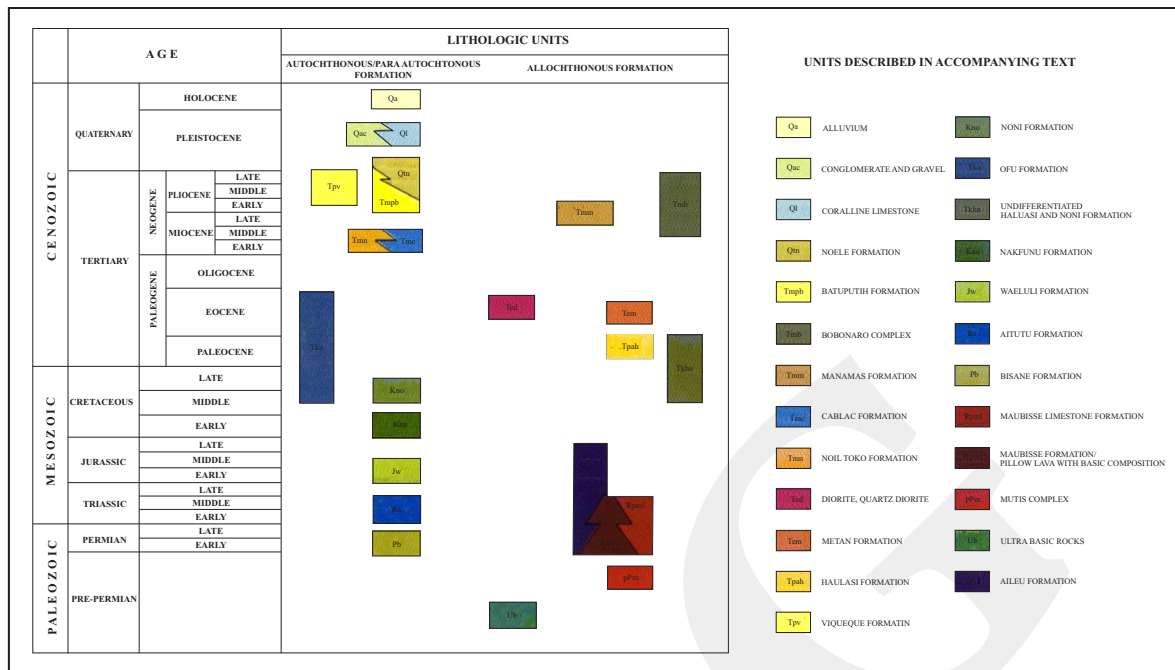 A G E
LITHOLOGIC UNITS
AUTOCHTHONOUS/PARA AUTOCHTONOUS
FORMATION
ALLOCHTHONOUS FORMATION
CENOZOIC
MESOZOIC
PALEOZOIC
QUATERNARY
TERTIARY
CRETACEOUS
JURASSIC
TRIASSIC
PERMIAN
PRE-PERMIAN
NEOGENE
PALEOGENE
HOLOCENE
PLEISTOCENE
PLIOCENE
LATE
MIDDLE
EARLY
MIOCENE
LATE
MIDDLE
EARLY
OLIGOCENE
EOCENE
PALEOCENE
LATE
MIDDLE
EARLY
LATE
MIDDLE
EARLY
LATE
MIDDLE
EARLY
LATE
EARLY
Qa
Qac
Ql
Tpv
Qtn
Tmpb
Tmm
Tmb
Tmn
Tmc
Ted
Tem
Tpah
Tkhn
Kno
Jw
Pb
Rpml
pPm
Ub
UNITS DESCRIBED IN ACCOMPANYING TEXT
Qa ALLUVIUM
Qac CONGLOMERATE AND GRAVEL
Ql CORALLINE LIMESTONE
Qtn NOELE FORMATION
Tmpb BATUPUTIH FORMATION
Tmb BOBONARO COMPLEX
Tmm MANAMAS FORMATION
Tmc CABLAC FORMATION
Tmn NOIL TOKO FORMATION
Ted DIORITE, QUARTZ DIORITE
Tem METAN FORMATION
Tpah HAULASI FORMATION
Tpv VIQUEQUE FORMATIN
Kno NONI FORMATION
OFU FORMATION
Tkhn UNDIFFERENTIATED
HALUASI AND NONI FORMATION
NAKFUNU FORMATION
Jw WAELULI FORMATION
AITUTU FORMATION
Pb BISANE FORMATION
Rpml MAUBISSE LIMESTONE FORMATION
MAUBISSE FORMATION/
PILLOW LAVA WITH BASIC COMPOSITION
pPm MUTIS COMPLEX
Ub ULTRA BASIC ROCKS
AILEU FORMATION